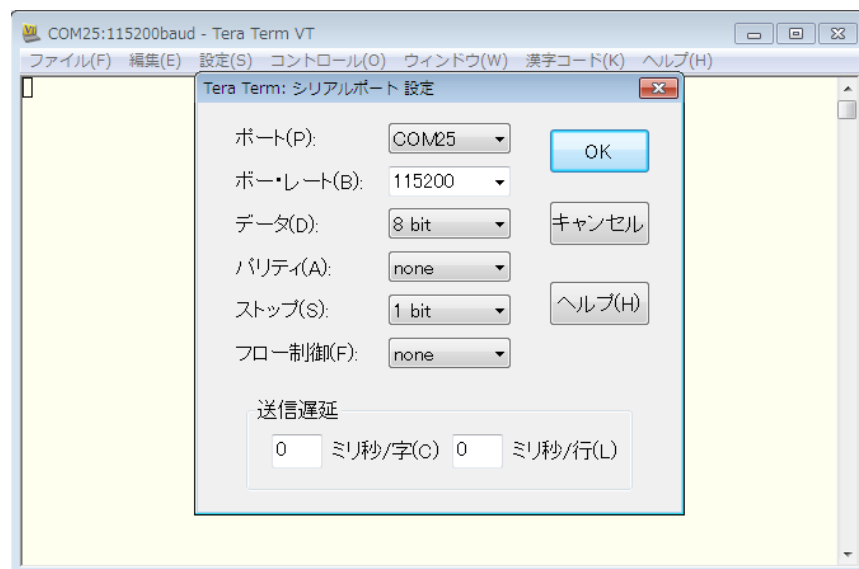 COM25:115200baud - Tera Term VT
ファイル(F) 編集(E) 設定(S) コントロール(O) ウィンドウ(W) 漢字コード(K) ヘルプ(H)
Tera Term: シリアルポート 設定
ポート(P): COM25
OK
ボー・レート(B): 115200
データ(D): 8 bit
キャンセル
パリティ(A): none
ストップ(S): 1 bit
ヘルプ(H)
フロー制御(F): none
送信遅延
0 ミリ秒/字(C) 0 ミリ秒/行(L)